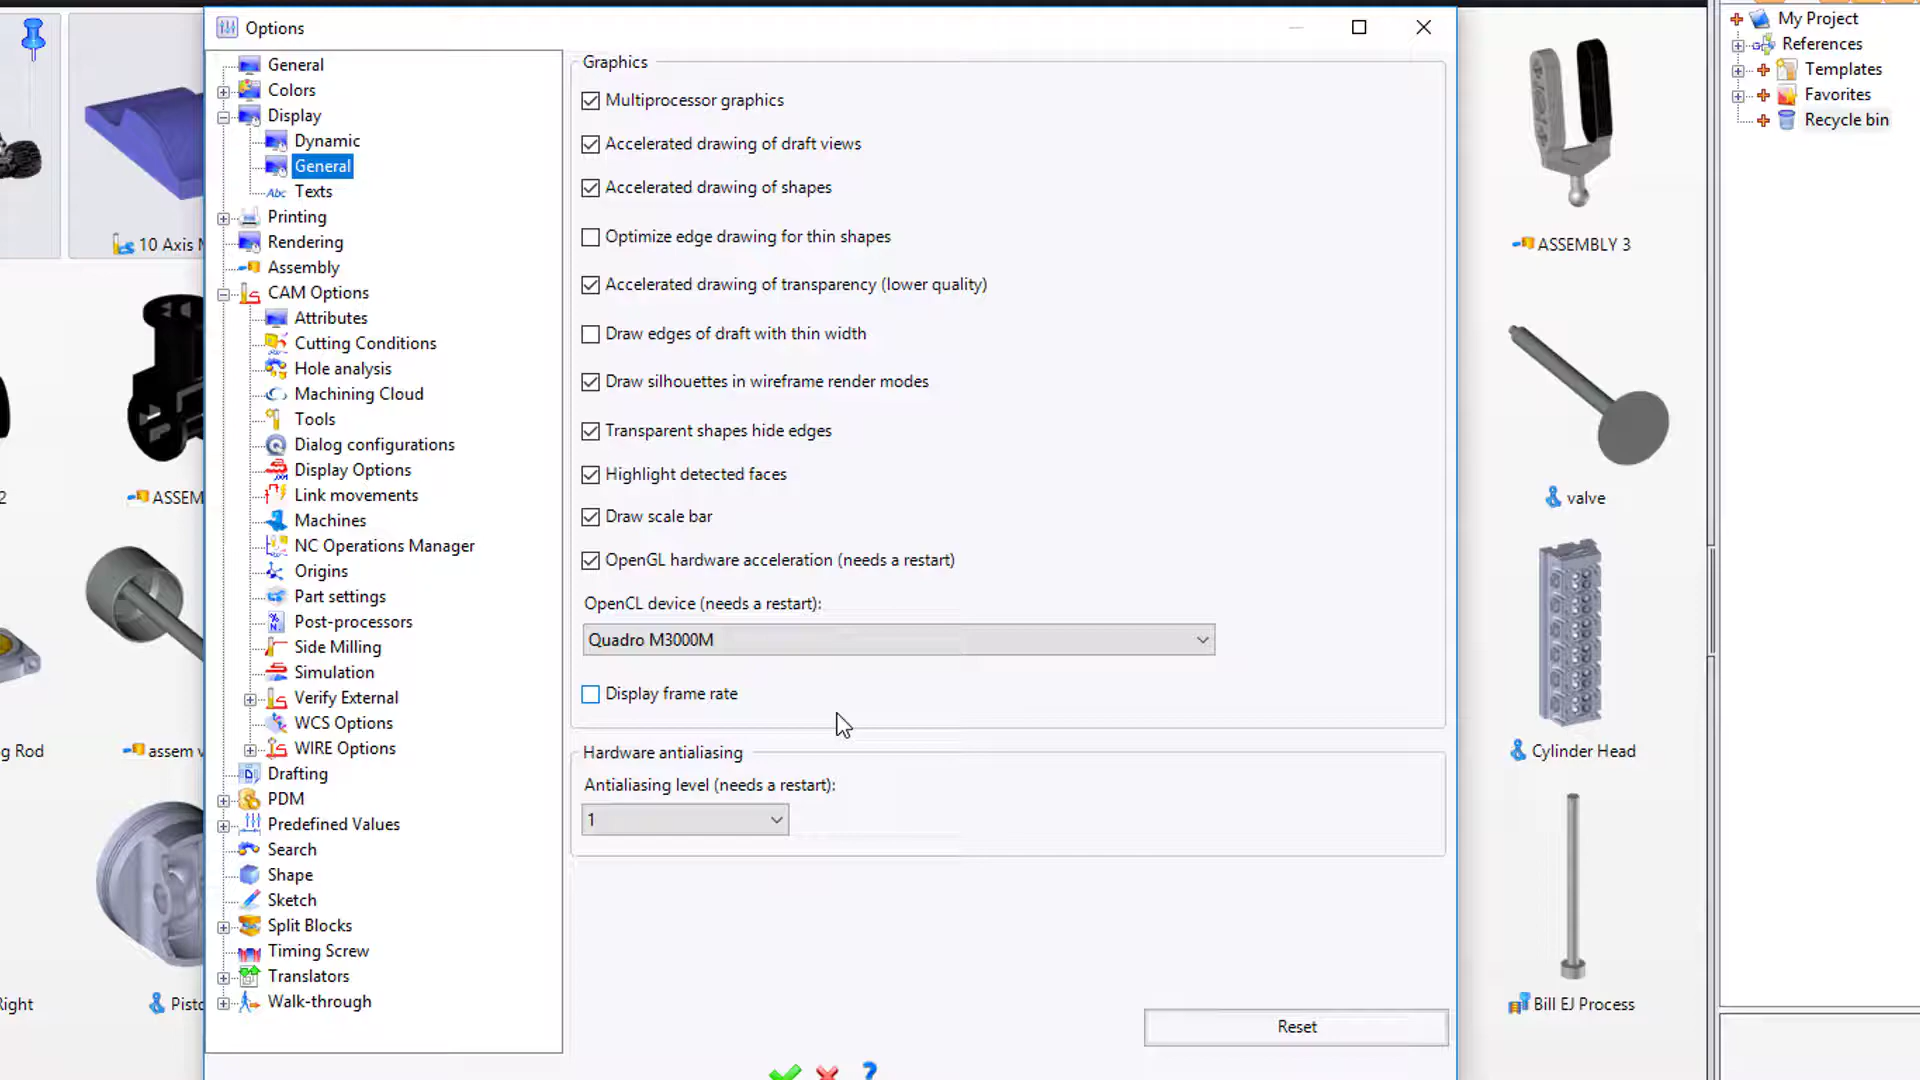 Options
General
Colors
Display
Dynamic
General
Abc Texts
Printing
Rendering
Assembly
CAM Options
Attributes
Cutting Conditions
Hole analysis
Machining Cloud
Tools
Dialog configurations
Display Options
Link movements
Machines
NC Operations Manager
Origins
Part settings
Post-processors
Side Milling
Simulation
Verify External
WCS Options
WIRE Options
Drafting
PDM
Predefined Values
Search
Shape
Sketch
Split Blocks
Timing Screw
Translators
Walk-through
Graphics
Multiprocessor graphics
Accelerated drawing of draft views
Accelerated drawing of shapes
Optimize edge drawing for thin shapes
Accelerated drawing of transparency (lower quality)
Draw edges of draft with thin width
Draw silhouettes in wireframe render modes
Transparent shapes hide edges
Highlight detected faces
Draw scale bar
OpenGL hardware acceleration (needs a restart)
OpenCL device (needs a restart):
Quadro M3000M
Display frame rate
Hardware antialiasing
Antialiasing level (needs a restart):
1
Reset
?
10 Axis M
2
ASSEM
g Rod
assem v
Right
Pisto
ASSEMBLY 3
valve
Cylinder Head
Bill EJ Process
My Project
References
Templates
Favorites
Recycle bin